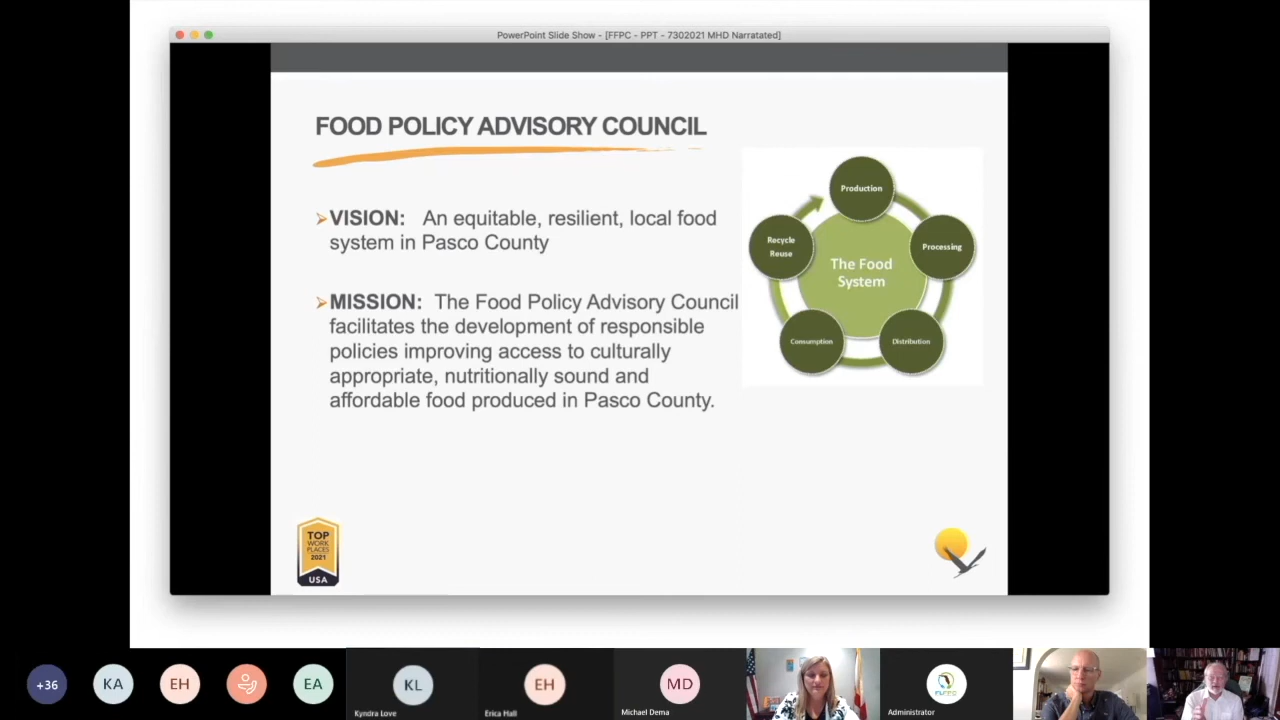 PowerPoint Slide Show - [FFPC - PPT - 7302021 MHD Narratated]
FOOD POLICY ADVISORY COUNCIL
VISION: An equitable, resilient, local food
system in Pasco County
MISSION: The Food Policy Advisory Council
facilitates the development of responsible
policies improving access to culturally
appropriate, nutritionally sound and
affordable food produced in Pasco County.
Production
Processing
Distribution
Consumption
Recycle
Reuse
The Food
System
TOP
WORK
PLACES
2021
USA
+36
KA
EH
EA
KL
Kyndra Love
EH
Erica Hall
MD
Michael Dema
FLFPC
Administrator